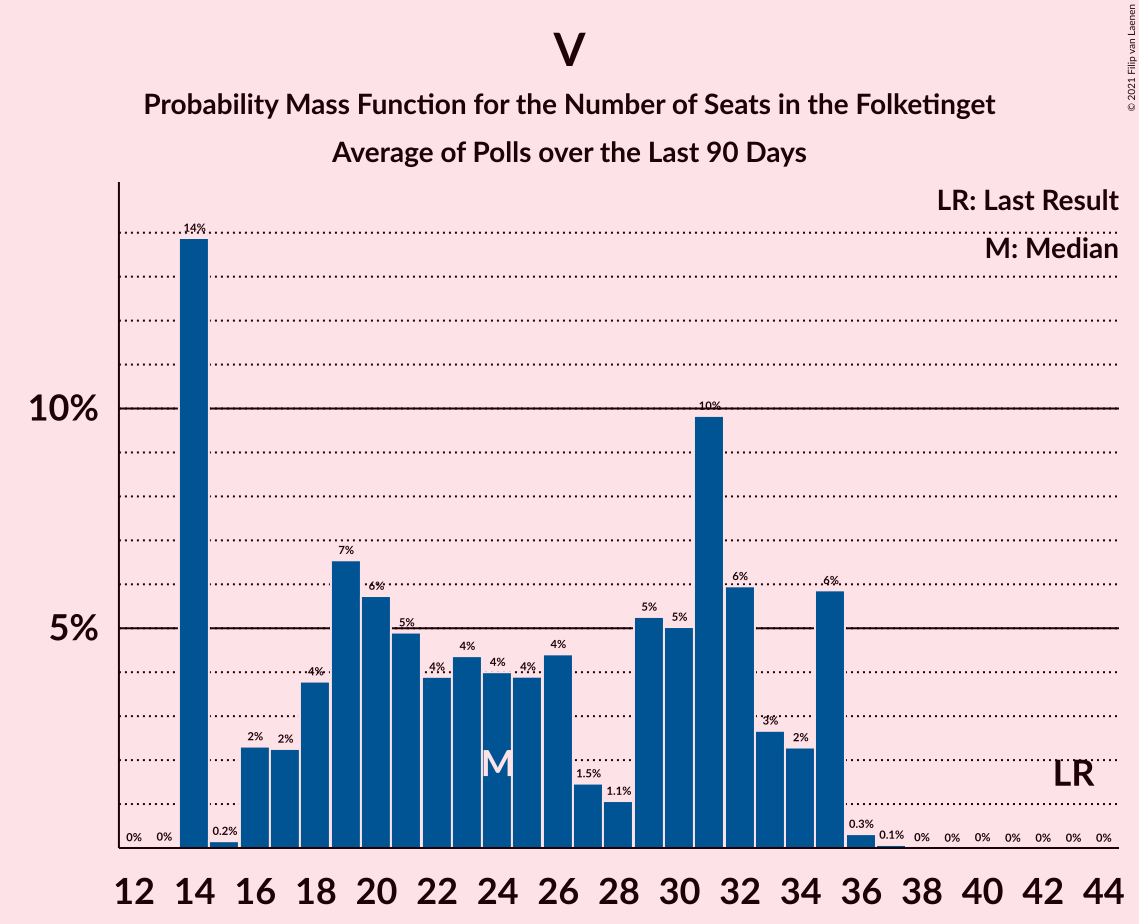 © 2021 Filip van Laenen
V
Probability Mass Function for the Number of Seats in the Folketinget
Average of Polls over the Last 90 Days
LR: Last Result
M: Median
10%
5%
0% 0% 14% 0.2% 2% 2% 4% 7% 6% 5% 4% 4% 4% 4% 4% 1.5% 1.1% 5% 5% 10% 6% 3% 2% 6% 0.3% 0.1% 0% 0% 0% 0% 0% 0% 0%
M
LR
12 14 16 18 20 22 24 26 28 30 32 34 36 38 40 42 44